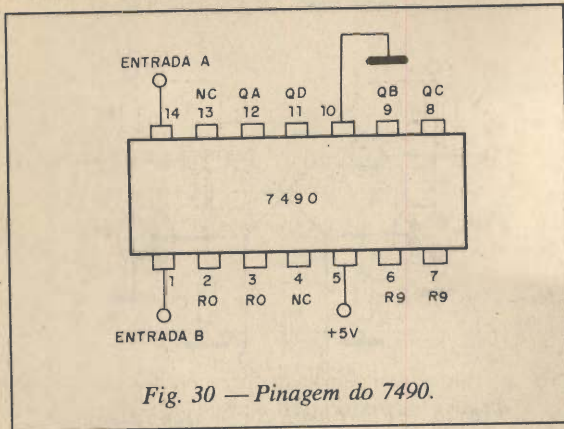 ENTRADA A
NC QA QD QB QC
14 13 12 11 10 9 8
7490
1 2 3 4 5 6 7
RO RO NC R9 R9
ENTRADA B +5V
Fig. 30 — Pinagem do 7490.